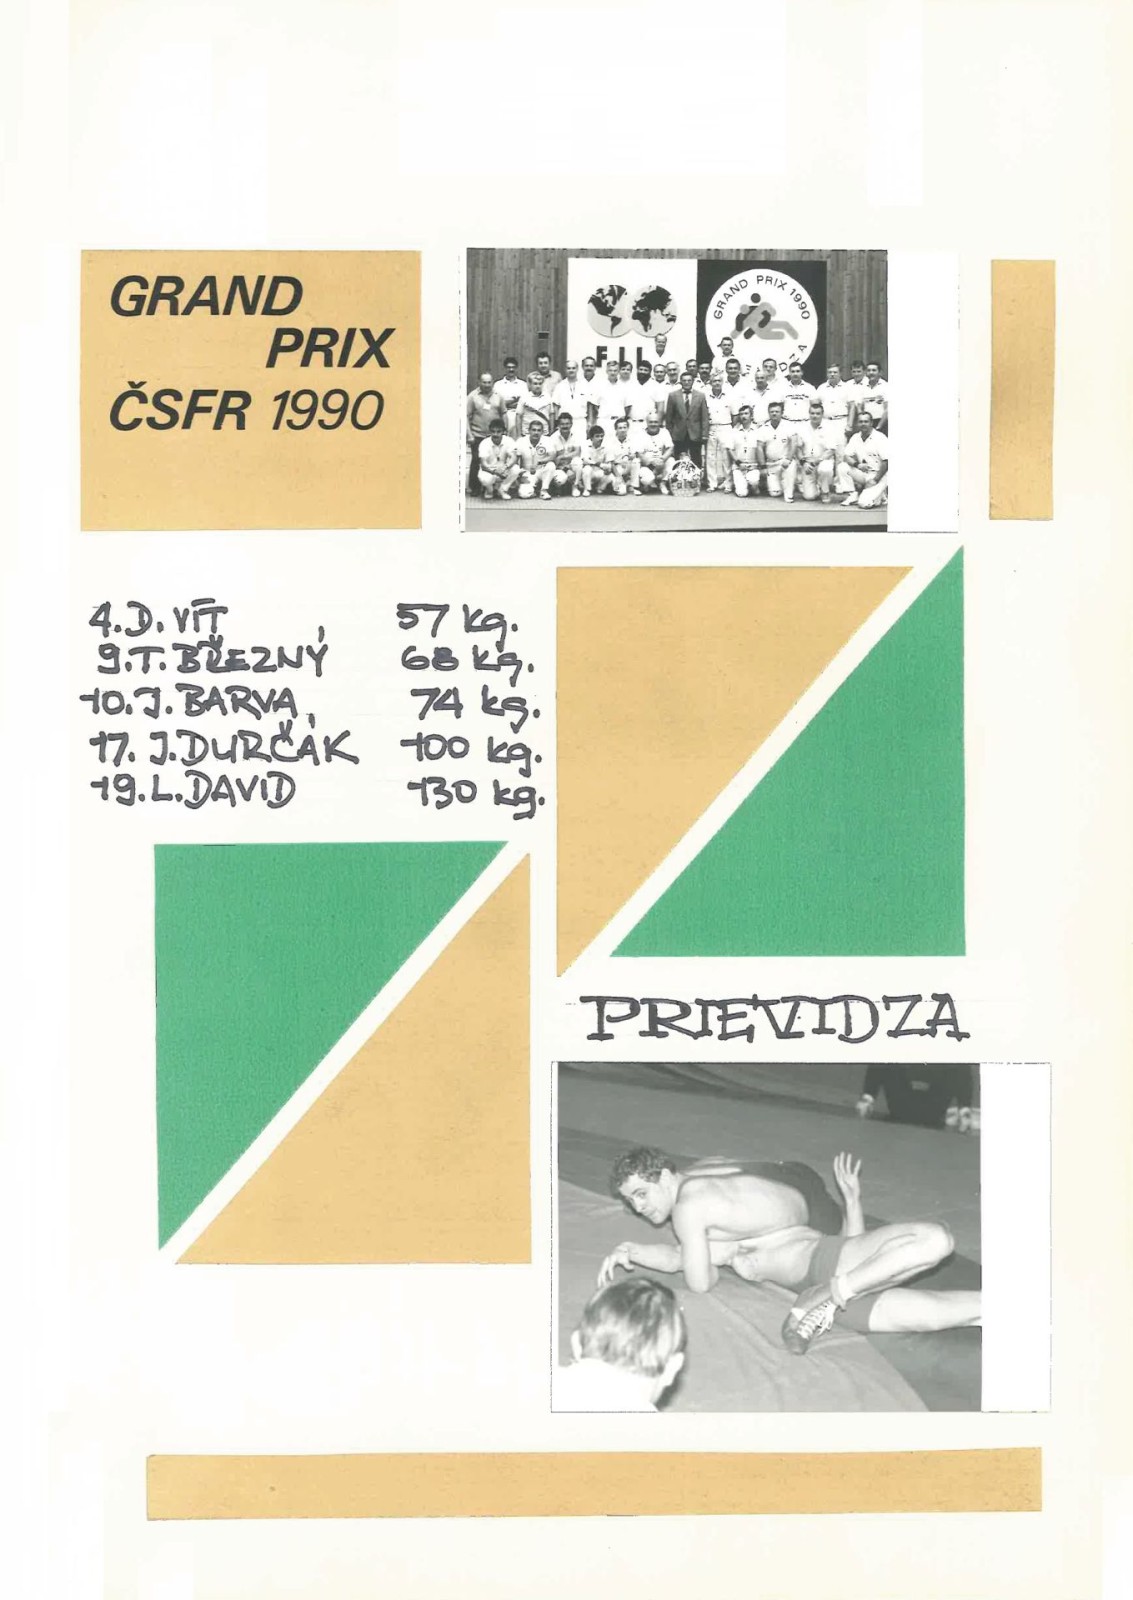 GRAND
PRIX
ČSFR 1990
GRAND PRIX 1990
4. D. VÍT 57 kg.
9. T. BŘEZNÝ 68 kg.
10. J. BARVA 74 kg.
17. J. DURČÁK 100 kg.
19. L. DAVID 130 kg.
PRIEVIDZA